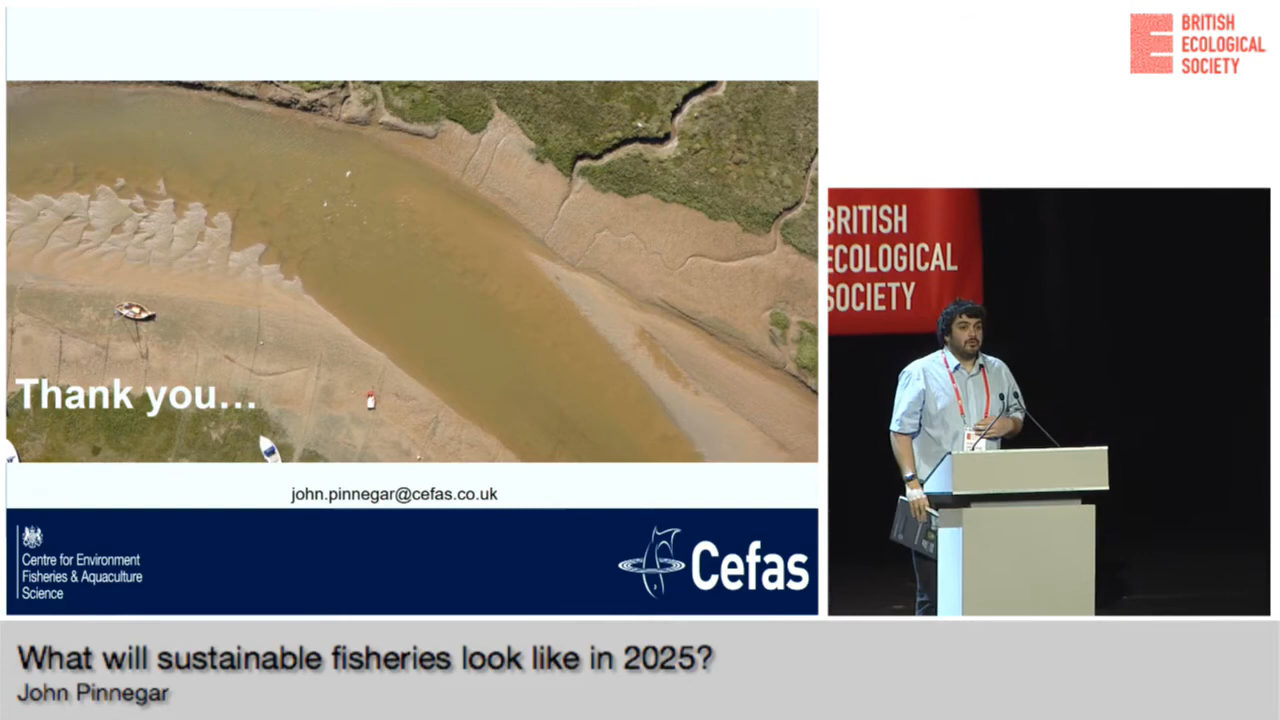 BRITISH
ECOLOGICAL
SOCIETY
BRITISH
ECOLOGICAL
SOCIETY
Thank you...
john.pinnegar@cefas.co.uk
Centre for Environment
Fisheries & Aquaculture
Science
Cefas
What will sustainable fisheries look like in 2025?
John Pinnegar